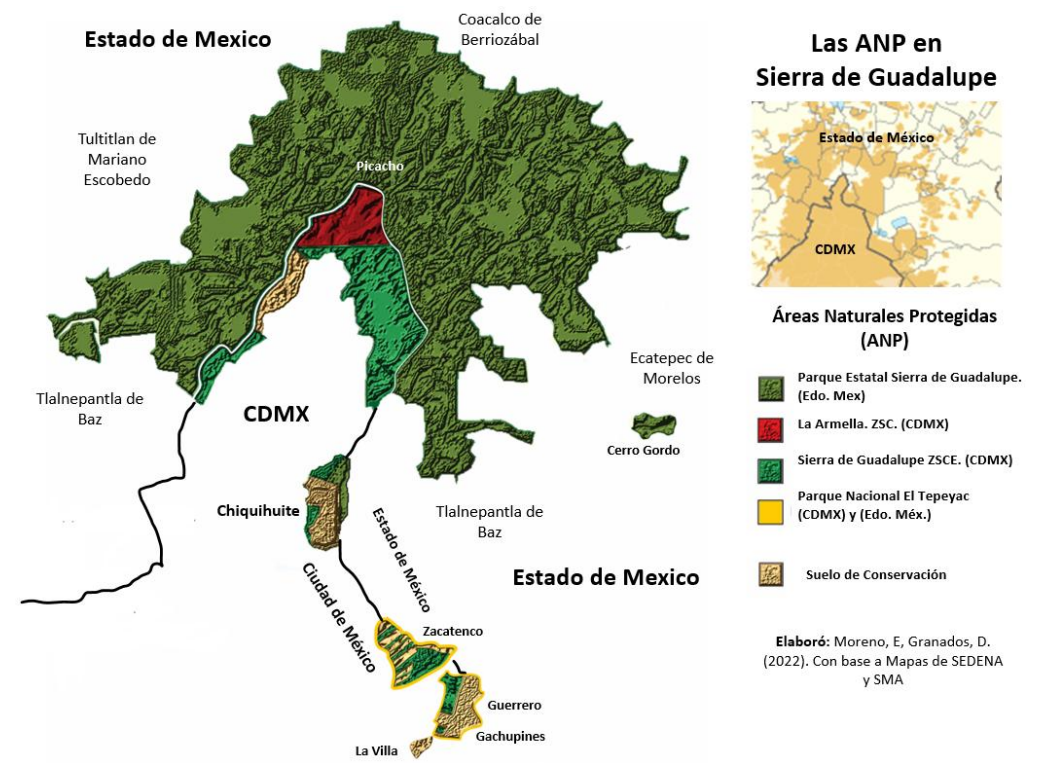 Estado de Mexico
Coacalco de
Berriozábal
Tultitlan de
Mariano
Escobedo
Picacho
Tlalnepantla de
Baz
CDMX
Ecatepec de
Morelos
Cerro Gordo
Chiquihuite
Tlalnepantla de
Baz
Estado de México
Ciudad de México
Estado de Mexico
Zacatenco
Guerrero
Gachupines
La Villa
Las ANP en
Sierra de Guadalupe
Estado de México
CDMX
Áreas Naturales Protegidas
(ANP)
Parque Estatal Sierra de Guadalupe.
(Edo. Mex)
La Armella. ZSC. (CDMX)
Sierra de Guadalupe ZSCE. (CDMX)
Parque Nacional El Tepeyac
(CDMX) y (Edo. Méx.)
Suelo de Conservación
Elaboró: Moreno, E, Granados, D.
(2022). Con base a Mapas de SEDENA
y SMA